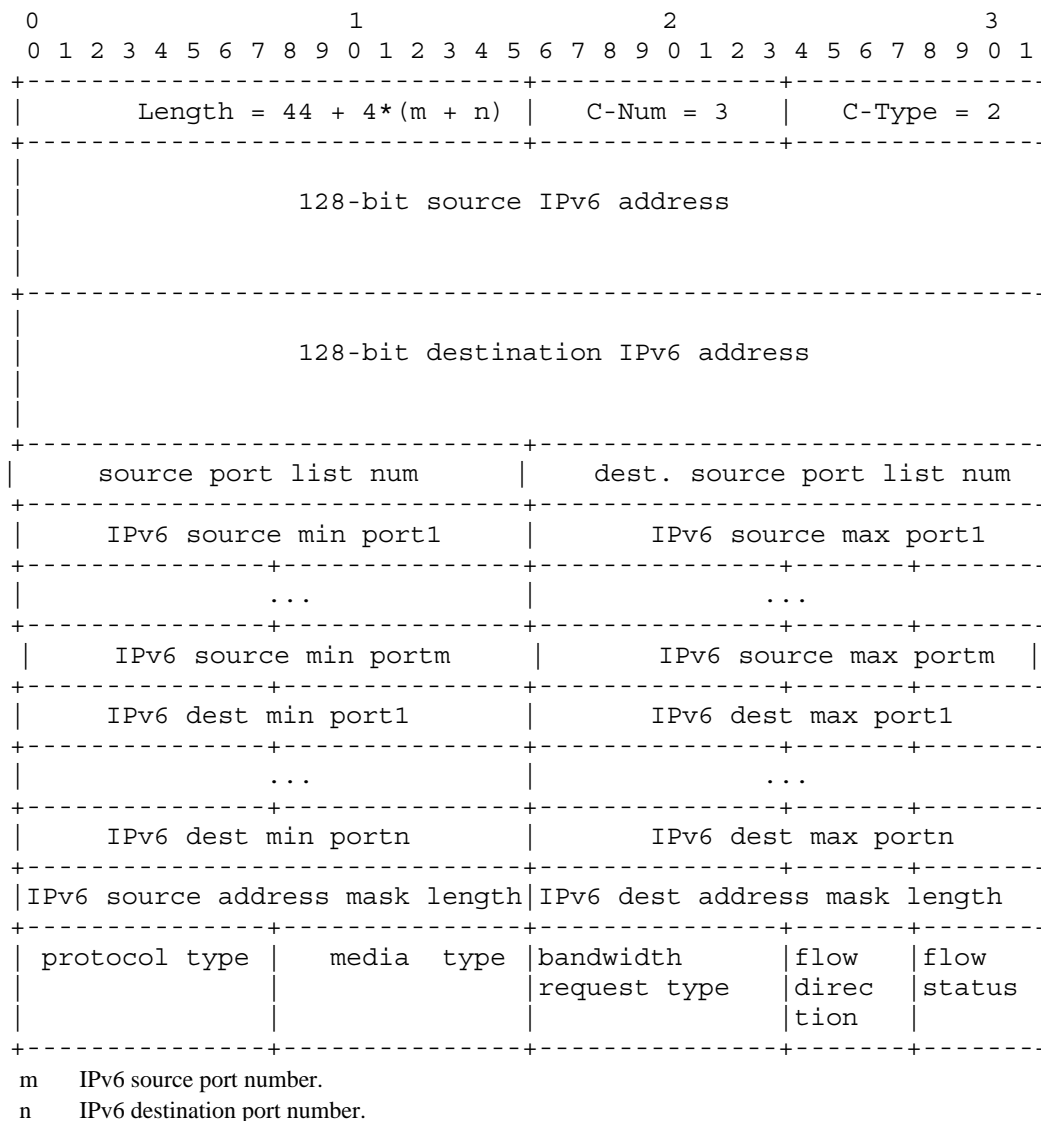 0 1 2 3
0 1 2 3 4 5 6 7 8 9 0 1 2 3 4 5 6 7 8 9 0 1 2 3 4 5 6 7 8 9 0 1
+-------------------------------+---------------+---------------
| Length = 44 + 4*(m + n) | C-Num = 3 | C-Type = 2
+-------------------------------+---------------+---------------
|
| 128-bit source IPv6 address
|
|
+---------------------------------------------------------------
|
| 128-bit destination IPv6 address
|
|
+-------------------------------+-------------------------------
| source port list num | dest. source port list num
+-------------------------------+-------------------------------
| IPv6 source min port1 | IPv6 source max port1
+---------------+---------------+---------------+-------+-------
| ... | ...
+---------------+---------------+---------------+-------+-------
| IPv6 source min portm | IPv6 source max portm |
+---------------+---------------+---------------+-------+-------
| IPv6 dest min port1 | IPv6 dest max port1
+---------------+---------------+---------------+-------+-------
| ... | ...
+---------------+---------------+---------------+-------+-------
| IPv6 dest min portn | IPv6 dest max portn
+---------------+---------------+---------------+-------+-------
|IPv6 source address mask length|IPv6 dest address mask length
+---------------+---------------+---------------+-------+-------
| protocol type | media type |bandwidth |flow |flow
| | |request type |direc |status
| | | |tion |
+---------------+---------------+---------------+-------+-------
m IPv6 source port number.
n IPv6 destination port number.